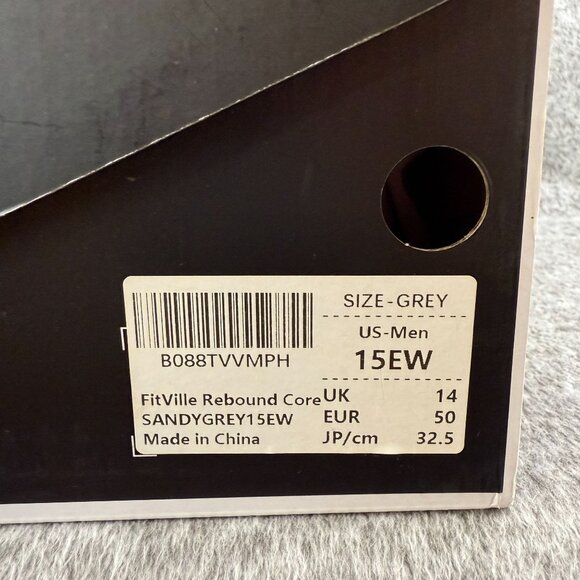 SIZE-GREY
US-Men
15EW
B088TVVMPH
FitVille Rebound Core UK 14
SANDYGREY15EW EUR 50
Made in China JP/cm 32.5